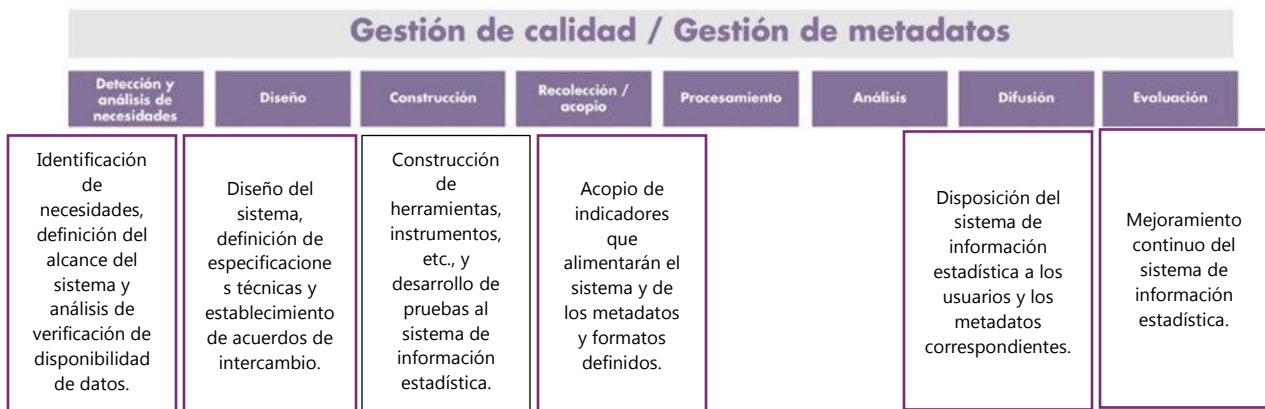 Gestión de calidad / Gestión de metadatos
Detección y
análisis de
necesidades
Diseño
Construcción
Recolección /
acopio
Procesamiento
Análisis
Difusión
Evaluación
Identificación
de
necesidades,
definición del
alcance del
sistema y
análisis de
verificación de
disponibilidad
de datos.
Diseño del
sistema,
definición de
especificacione
s técnicas y
establecimiento
de acuerdos de
intercambio.
Construcción
de
herramientas,
instrumentos,
etc., y
desarrollo de
pruebas al
sistema de
información
estadística.
Acopio de
indicadores
que
alimentarán el
sistema y de
los metadatos
y formatos
definidos.
Disposición del
sistema de
información
estadística a los
usuarios y los
metadatos
correspondientes.
Mejoramiento
continuo del
sistema de
información
estadística.